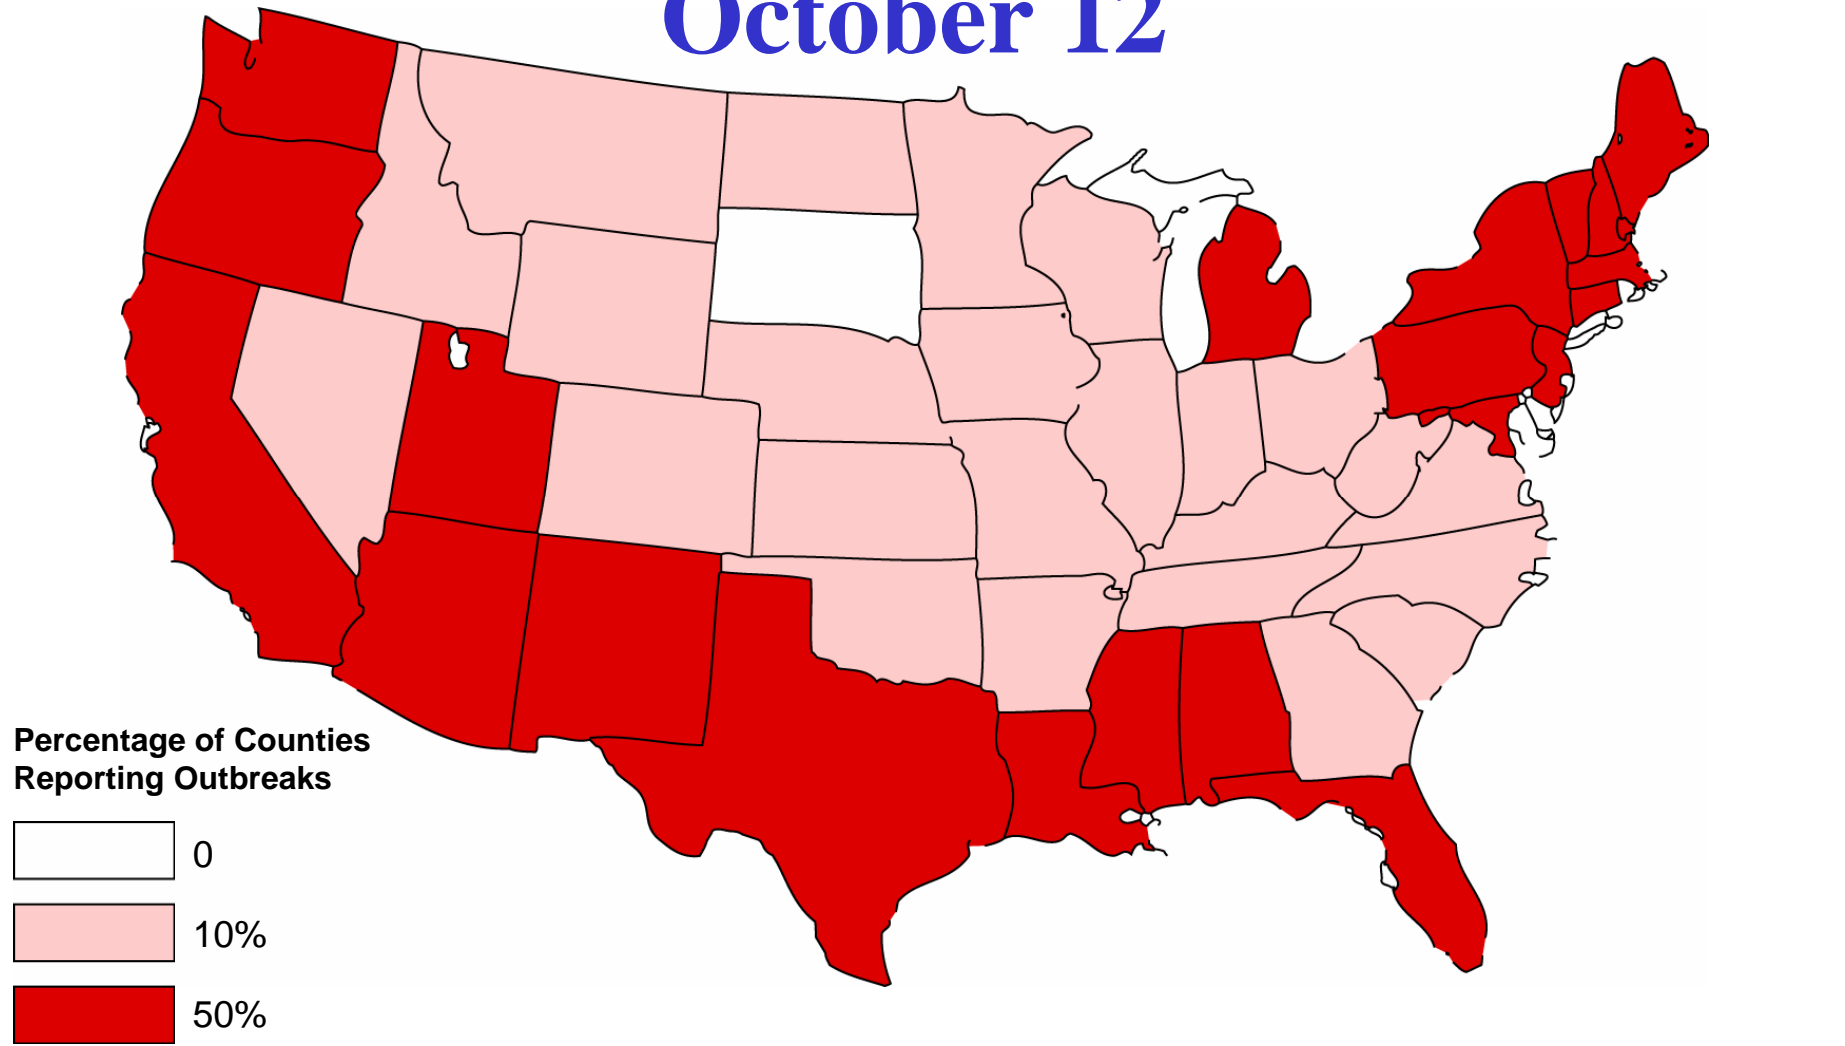 October 12
Percentage of Counties
Reporting Outbreaks
0
10%
50%